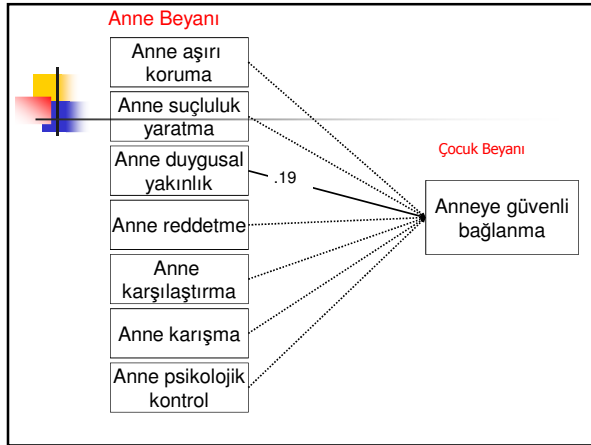 Anne Beyanı
Anne aşırı
koruma
Anne suçluluk
yaratma
Anne duygusal
yakınlık
Anne reddetme
Anne
karşılaştırma
Anne karışma
Anne psikolojik
kontrol
.19
Çocuk Beyanı
Anneye güvenli
bağlanma